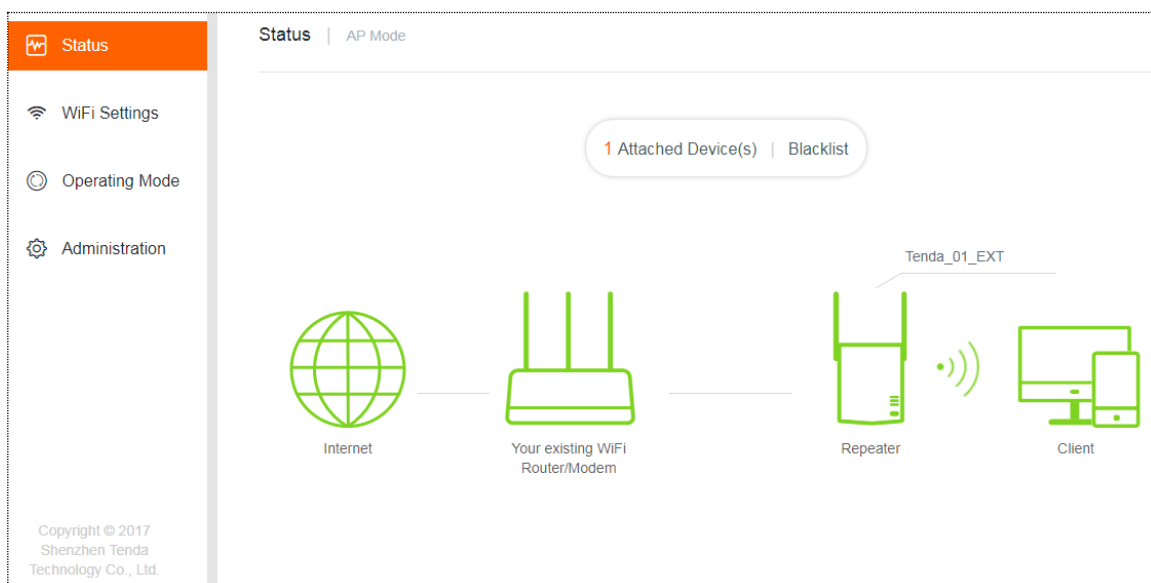 Status
WiFi Settings
Operating Mode
Administration
Copyright © 2017
Shenzhen Tenda
Technology Co., Ltd.
Status | AP Mode
1 Attached Device(s) | Blacklist
Tenda_01_EXT
Internet
Your existing WiFi
Router/Modem
Repeater
Client